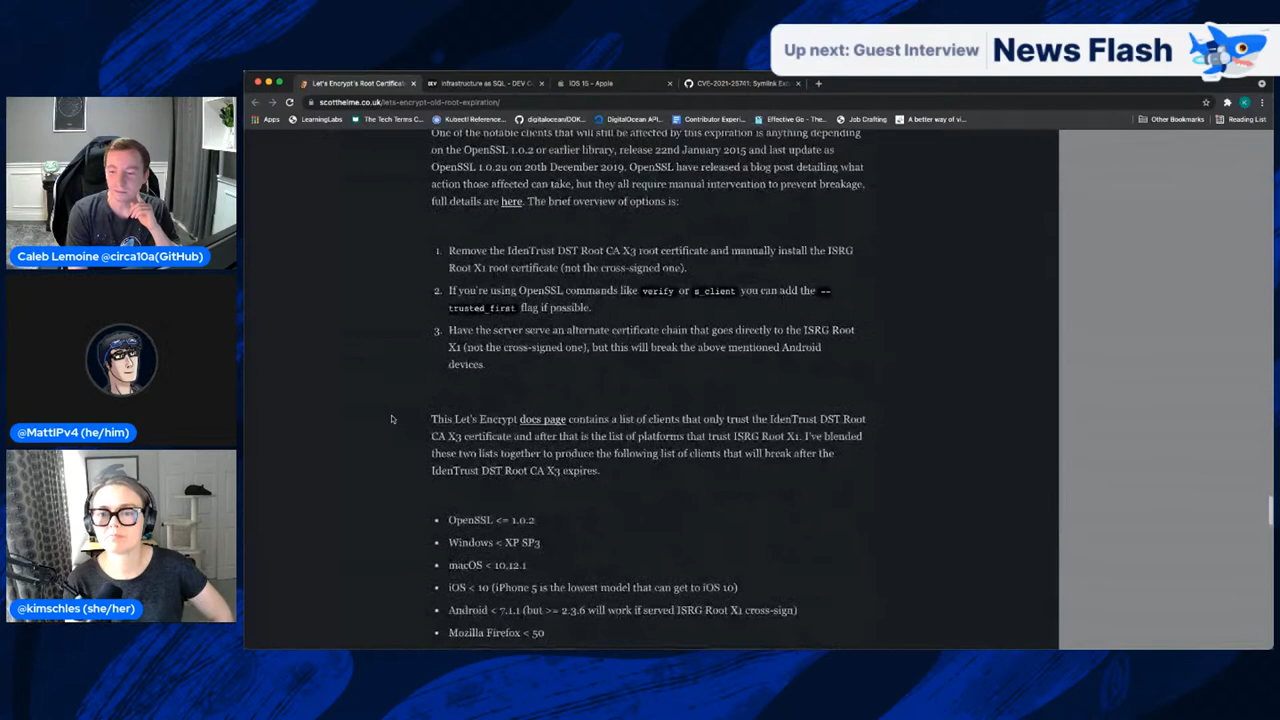 Up next: Guest Interview
News Flash
Let's Encrypt's Root Certifica
Infrastructure as SQL - DEV C
iOS 15 - Apple
CVE-2021-25741: Symlink Ex
scotthelme.co.uk/lets-encrypt-old-root-expiration/
Apps
LearningLabs
The Tech Terms C...
Kubectl Reference...
digitalocean/DOK...
DigitalOcean API...
Contributor Experi...
Effective Go - The...
Job Crafting
A better way of vi...
Other Bookmarks
Reading List
One of the notable clients that will still be affected by this expiration is anything depending
on the OpenSSL 1.0.2 or earlier library, release 22nd January 2015 and last update as
OpenSSL 1.0.2u on 20th December 2019. OpenSSL have released a blog post detailing what
action those affected can take, but they all require manual intervention to prevent breakage,
full details are here. The brief overview of options is:
1. Remove the IdenTrust DST Root CA X3 root certificate and manually install the ISRG
Root X1 root certificate (not the cross-signed one).
2. If you're using OpenSSL commands like verify or s_client you can add the --
trusted_first flag if possible.
3. Have the server serve an alternate certificate chain that goes directly to the ISRG Root
X1 (not the cross-signed one), but this will break the above mentioned Android
devices.
This Let's Encrypt docs page contains a list of clients that only trust the IdenTrust DST Root
CA X3 certificate and after that is the list of platforms that trust ISRG Root X1. I've blended
these two lists together to produce the following list of clients that will break after the
IdenTrust DST Root CA X3 expires.
• OpenSSL <= 1.0.2
• Windows < XP SP3
• macOS < 10.12.1
• iOS < 10 (iPhone 5 is the lowest model that can get to iOS 10)
• Android < 7.1.1 (but >= 2.3.6 will work if served ISRG Root X1 cross-sign)
• Mozilla Firefox < 50
Caleb Lemoine @circa10a(GitHub)
@MattIPv4 (he/him)
@kimschles (she/her)